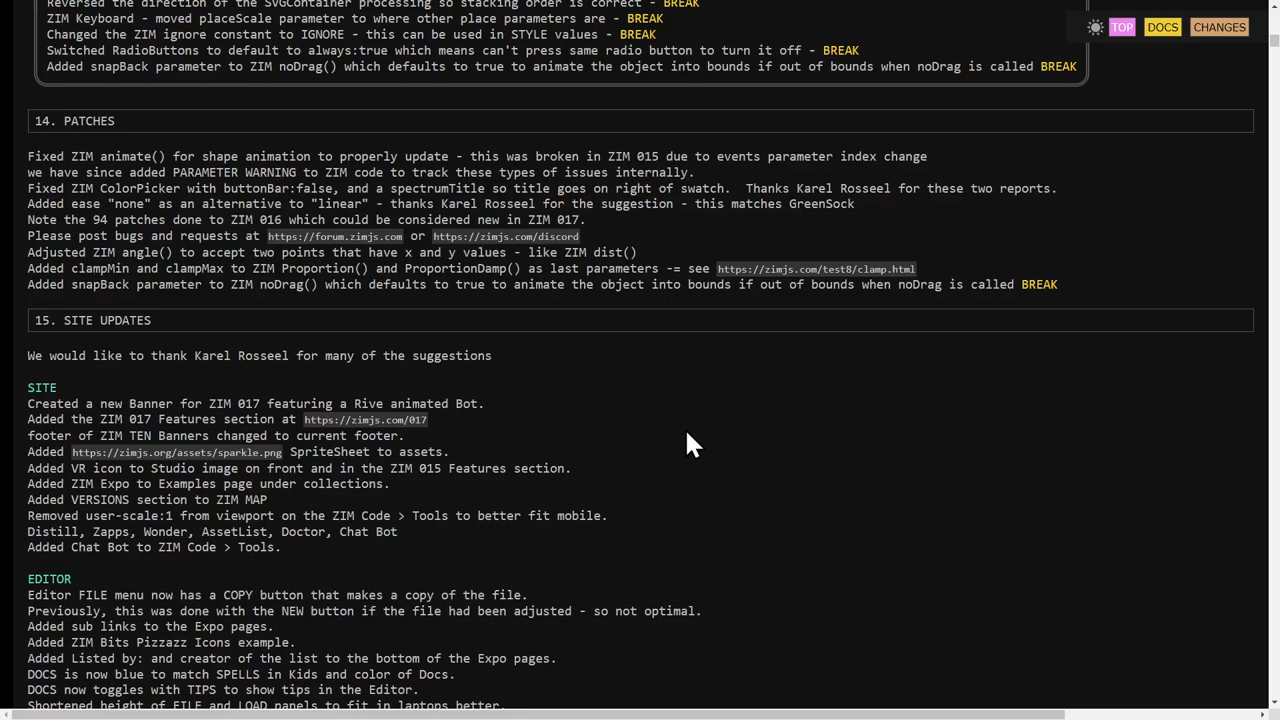 Reversed the direction of the SVGContainer processing so stacking order is correct - BREAK
ZIM Keyboard - moved placeScale parameter to where other place parameters are - BREAK
Changed the ZIM ignore constant to IGNORE - this can be used in STYLE values - BREAK
Switched RadioButtons to default to always:true which means can't press same radio button to turn it off - BREAK
Added snapBack parameter to ZIM noDrag() which defaults to true to animate the object into bounds if out of bounds when noDrag is called BREAK
TOP DOCS CHANGES
14. PATCHES
Fixed ZIM animate() for shape animation to properly update - this was broken in ZIM 015 due to events parameter index change
we have since added PARAMETER WARNING to ZIM code to track these types of issues internally.
Fixed ZIM ColorPicker with buttonBar:false, and a spectrumTitle so title goes on right of swatch.  Thanks Karel Rosseel for these two reports.
Added ease "none" as an alternative to "linear" - thanks Karel Rosseel for the suggestion - this matches GreenSock
Note the 94 patches done to ZIM 016 which could be considered new in ZIM 017.
Please post bugs and requests at https://forum.zimjs.com or https://zimjs.com/discord
Adjusted ZIM angle() to accept two points that have x and y values - like ZIM dist()
Added clampMin and clampMax to ZIM Proportion() and ProportionDamp() as last parameters -= see https://zimjs.com/test8/clamp.html
Added snapBack parameter to ZIM noDrag() which defaults to true to animate the object into bounds if out of bounds when noDrag is called BREAK
15. SITE UPDATES
We would like to thank Karel Rosseel for many of the suggestions
SITE
Created a new Banner for ZIM 017 featuring a Rive animated Bot.
Added the ZIM 017 Features section at https://zimjs.com/017
footer of ZIM TEN Banners changed to current footer.
Added https://zimjs.org/assets/sparkle.png SpriteSheet to assets.
Added VR icon to Studio image on front and in the ZIM 015 Features section.
Added ZIM Expo to Examples page under collections.
Added VERSIONS section to ZIM MAP
Removed user-scale:1 from viewport on the ZIM Code > Tools to better fit mobile.
Distill, Zapps, Wonder, AssetList, Doctor, Chat Bot
Added Chat Bot to ZIM Code > Tools.
EDITOR
Editor FILE menu now has a COPY button that makes a copy of the file.
Previously, this was done with the NEW button if the file had been adjusted - so not optimal.
Added sub links to the Expo pages.
Added ZIM Bits Pizzazz Icons example.
Added Listed by: and creator of the list to the bottom of the Expo pages.
DOCS is now blue to match SPELLS in Kids and color of Docs.
DOCS now toggles with TIPS to show tips in the Editor.
Shortened height of FILE and LOAD panels to fit in laptops better.